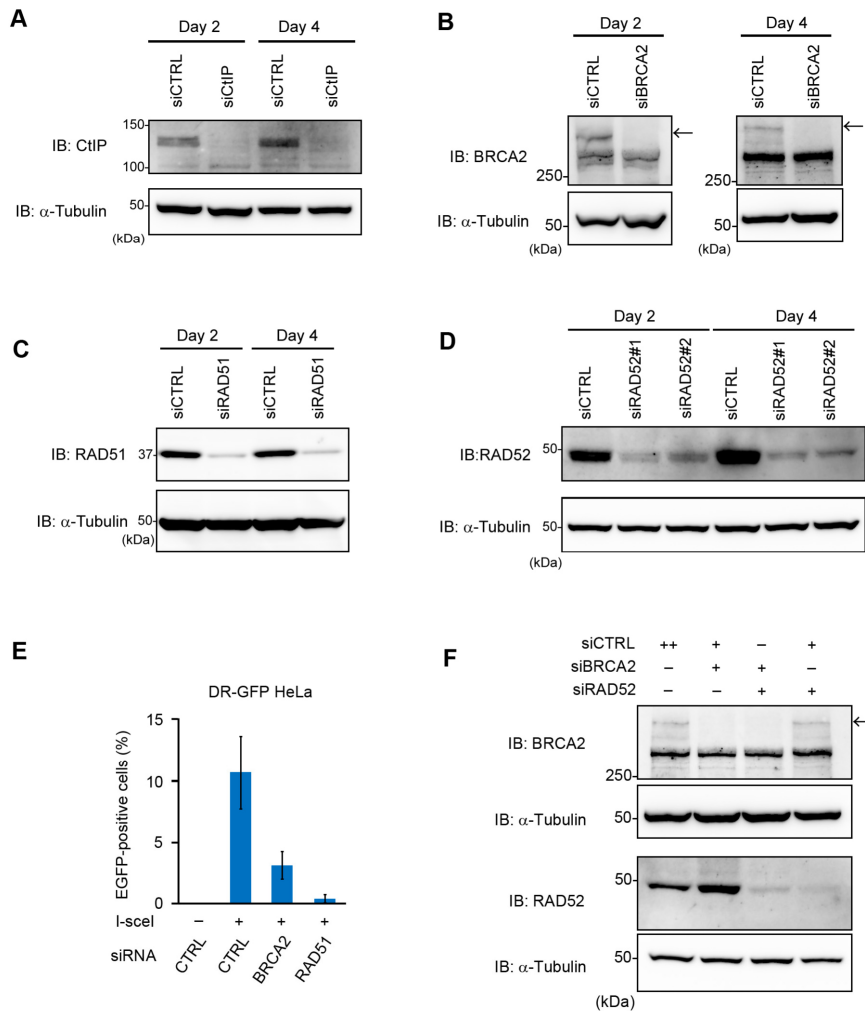 A
Day 2 Day 4
siCTRL siCtIP siCTRL siCtIP
150
IB: CtIP
100
IB: α-Tubulin 50
(kDa)
B
Day 2 Day 4
siCTRL siBRCA2 siCTRL siBRCA2
←
←
IB: BRCA2
250 250
IB: α-Tubulin 50 50
(kDa) (kDa)
C
Day 2 Day 4
siCTRL siRAD51 siCTRL siRAD51
IB: RAD51 37
IB: α-Tubulin 50
(kDa)
D
Day 2 Day 4
siCTRL siRAD52#1 siRAD52#2 siCTRL siRAD52#1 siRAD52#2
IB:RAD52 50
IB: α-Tubulin 50
(kDa)
E
DR-GFP HeLa
EGFP-positive cells (%)
15
10
5
0
I-sceI – + + +
siRNA CTRL CTRL BRCA2 RAD51
F
siCTRL ++ + – +
siBRCA2 – + + –
siRAD52 – – + +
←
IB: BRCA2
250
IB: α-Tubulin 50
50
IB: RAD52
IB: α-Tubulin 50
(kDa)